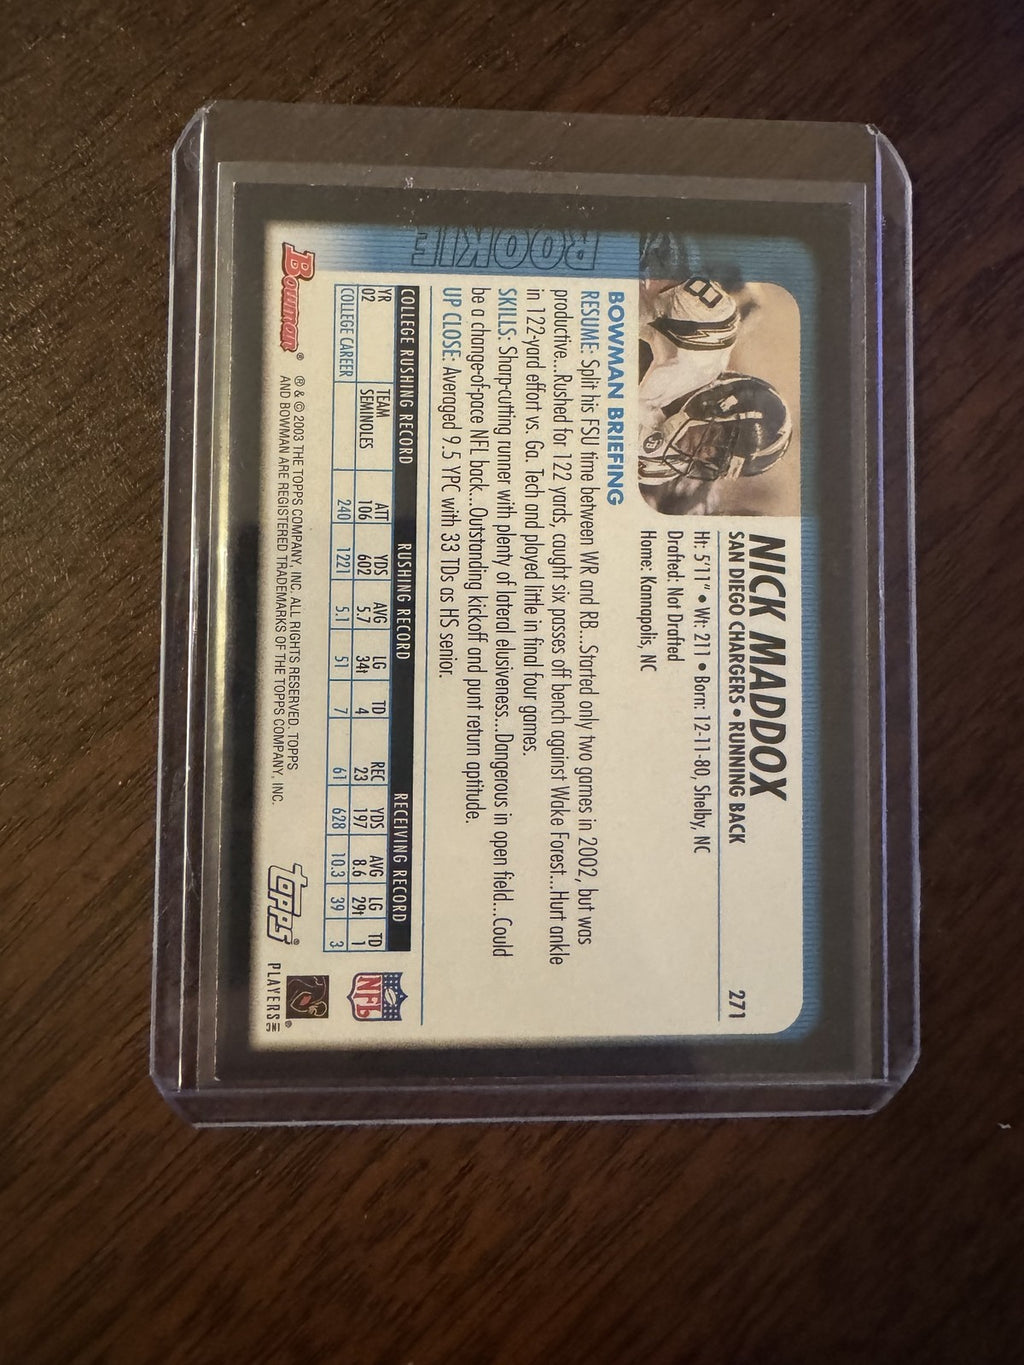 NICK MADDOX
271
SAN DIEGO CHARGERS • RUNNING BACK
Ht: 5'11" • Wt: 211 • Born: 12-11-80, Shelby, NC
Drafted: Not Drafted
Home: Kannapolis, NC
8
ROOKIE
BOWMAN BRIEFING
RESUME: Split his FSU time between WR and RB...Started only two games in 2002, but was
productive...Rushed for 122 yards, caught six passes off bench against Wake Forest...Hurt ankle
in 122-yard effort vs. Ga. Tech and played little in final four games.
SKILLS: Sharp-cutting runner with plenty of lateral elusiveness...Dangerous in open field...Could
be a change-of-pace NFL back...Outstanding kickoff and punt return aptitude.
UP CLOSE: Averaged 9.5 YPC with 33 TDs as HS senior.
COLLEGE RUSHING RECORD RUSHING RECORD RECEIVING RECORD
YR TEAM ATT YDS AVG LG TD REC YDS AVG LG TD
02 SEMINOLES 106 602 5.7 34t 4 23 197 8.6 29t 1
COLLEGE CAREER 240 1221 5.1 51 7 61 628 10.3 39 3
NFL
Bowman®
® & © 2003 THE TOPPS COMPANY, INC. ALL RIGHTS RESERVED. TOPPS
AND BOWMAN ARE REGISTERED TRADEMARKS OF THE TOPPS COMPANY, INC.
topps®
PLAYERS INC